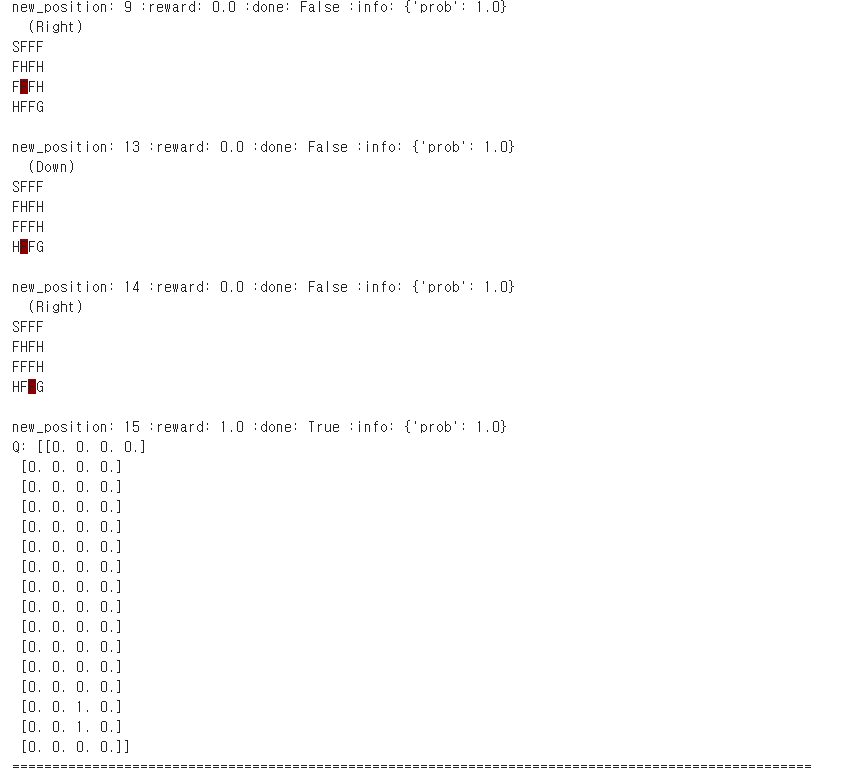 new_position: 9 :reward: 0.0 :done: False :info: {'prob': 1.0}
  (Right)
SFFF
FHFH
FFFH
HFFG

new_position: 13 :reward: 0.0 :done: False :info: {'prob': 1.0}
  (Down)
SFFF
FHFH
FFFH
HFFG

new_position: 14 :reward: 0.0 :done: False :info: {'prob': 1.0}
  (Right)
SFFF
FHFH
FFFH
HFFG

new_position: 15 :reward: 1.0 :done: True :info: {'prob': 1.0}
Q: [[0. 0. 0. 0.]
 [0. 0. 0. 0.]
 [0. 0. 0. 0.]
 [0. 0. 0. 0.]
 [0. 0. 0. 0.]
 [0. 0. 0. 0.]
 [0. 0. 0. 0.]
 [0. 0. 0. 0.]
 [0. 0. 0. 0.]
 [0. 0. 0. 0.]
 [0. 0. 0. 0.]
 [0. 0. 0. 0.]
 [0. 0. 0. 0.]
 [0. 0. 1. 0.]
 [0. 0. 1. 0.]
 [0. 0. 0. 0.]]
====================================================================================================